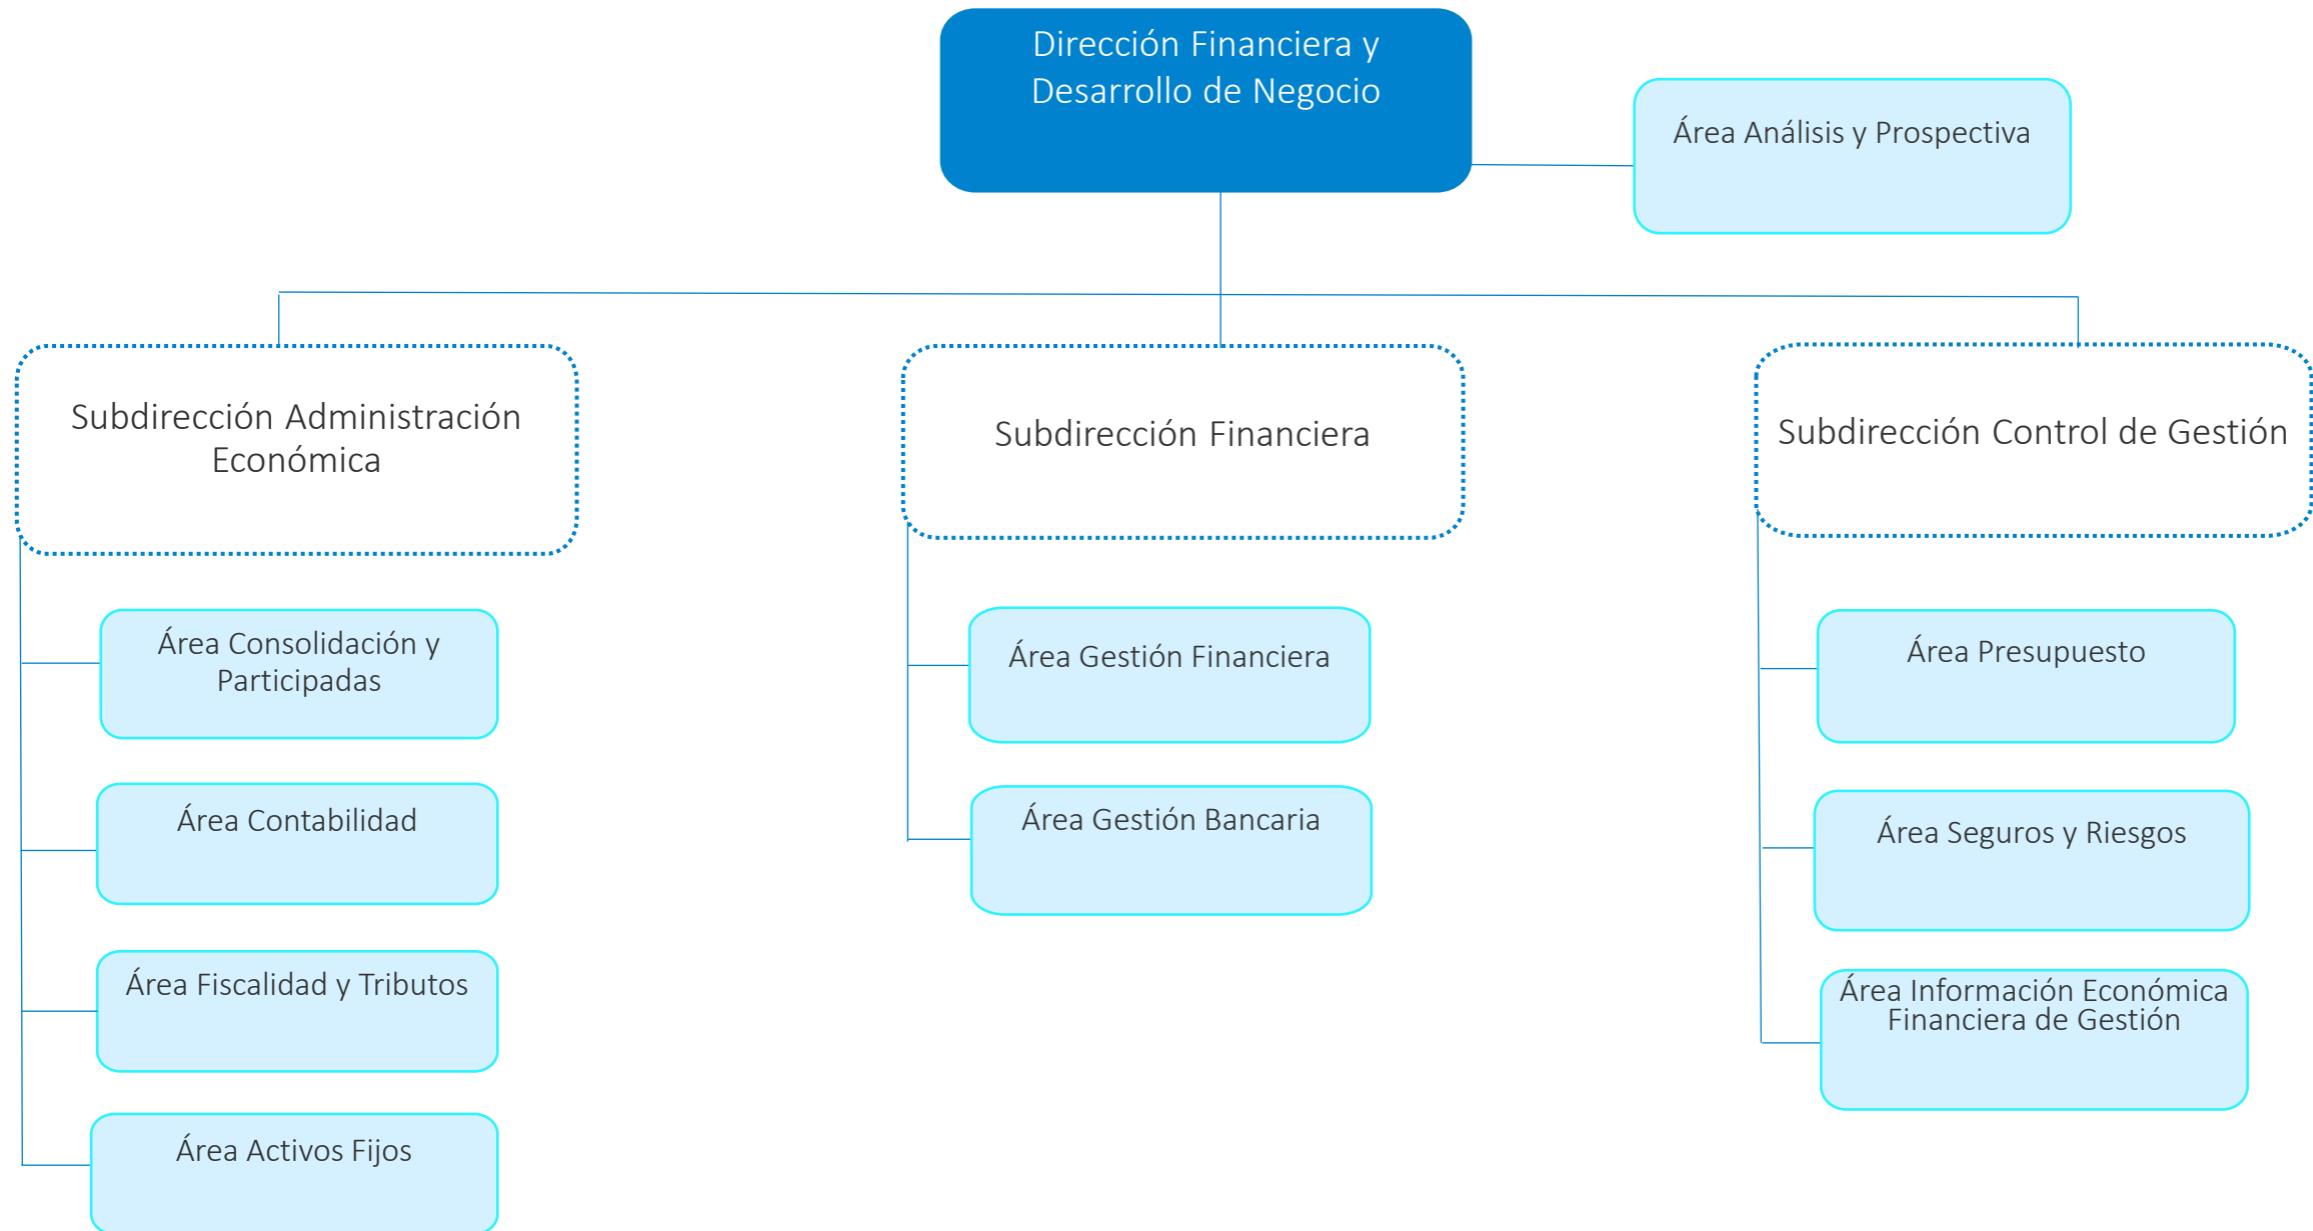 Dirección Financiera y
Desarrollo de Negocio
Área Análisis y Prospectiva
Subdirección Administración
Económica
Subdirección Financiera
Subdirección Control de Gestión
Área Consolidación y
Participadas
Área Contabilidad
Área Fiscalidad y Tributos
Área Activos Fijos
Área Gestión Financiera
Área Gestión Bancaria
Área Presupuesto
Área Seguros y Riesgos
Área Información Económica
Financiera de Gestión